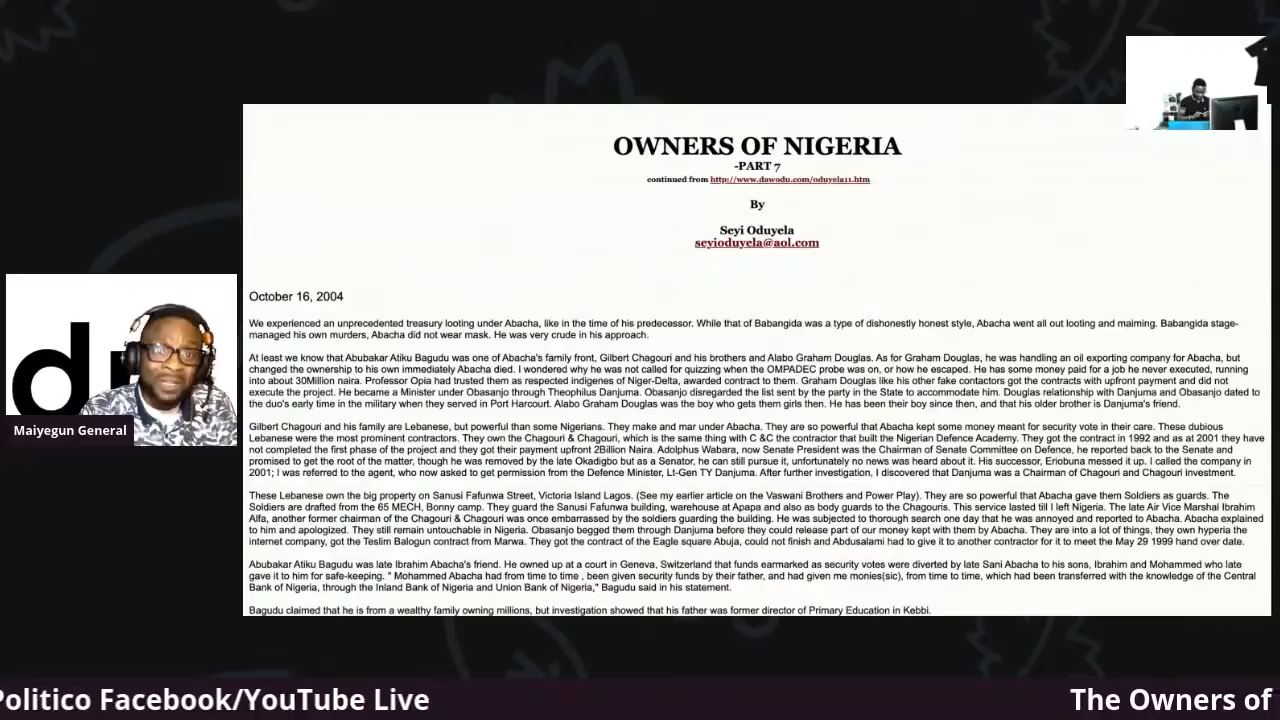 OWNERS OF NIGERIA
-PART 7
continued from http://www.dawodu.com/oduyela11.htm
By
Seyi Oduyela
seyioduyela@aol.com
October 16, 2004
We experienced an unprecedented treasury looting under Abacha, like in the time of his predecessor. While that of Babangida was a type of dishonestly honest style, Abacha went all out looting and maiming. Babangida stage-
managed his own murders, Abacha did not wear mask. He was very crude in his approach.
At least we know that Abubakar Atiku Bagudu was one of Abacha's family front, Gilbert Chagouri and his brothers and Alabo Graham Douglas. As for Graham Douglas, he was handling an oil exporting company for Abacha, but
changed the ownership to his own immediately Abacha died. I wondered why he was not called for quizzing when the OMPADEC probe was on, or how he escaped. He has some money paid for a job he never executed, running
into about 30Million naira. Professor Opia had trusted them as respected indigenes of Niger-Delta, awarded contract to them. Graham Douglas like his other fake contactors got the contracts with upfront payment and did not
execute the project. He became a Minister under Obasanjo through Theophilus Danjuma. Obasanjo disregarded the list sent by the party in the State to accommodate him. Douglas relationship with Danjuma and Obasanjo dated to
the duo's early time in the military when they served in Port Harcourt. Alabo Graham Douglas was the boy who gets them girls then. He has been their boy since then, and that his older brother is Danjuma's friend.
Gilbert Chagouri and his family are Lebanese, but powerful than some Nigerians. They make and mar under Abacha. They are so powerful that Abacha kept some money meant for security vote in their care. These dubious
Lebanese were the most prominent contractors. They own the Chagouri & Chagouri, which is the same thing with C &C the contractor that built the Nigerian Defence Academy. They got the contract in 1992 and as at 2001 they have
not completed the first phase of the project and they got their payment upfront 2Billion Naira. Adolphus Wabara, now Senate President was the Chairman of Senate Committee on Defence, he reported back to the Senate and
promised to get the root of the matter, though he was removed by the late Okadigbo but as a Senator, he can still pursue it, unfortunately no news was heard about it. His successor, Eriobuna messed it up. I called the company in
2001; I was referred to the agent, who now asked to get permission from the Defence Minister, Lt-Gen TY Danjuma. After further investigation, I discovered that Danjuma was a Chairman of Chagouri and Chagouri investment.
These Lebanese own the big property on Sanusi Fafunwa Street, Victoria Island Lagos. (See my earlier article on the Vaswani Brothers and Power Play). They are so powerful that Abacha gave them Soldiers as guards. The
Soldiers are drafted from the 65 MECH, Bonny camp. They guard the Sanusi Fafunwa building, warehouse at Apapa and also as body guards to the Chagouris. This service lasted till I left Nigeria. The late Air Vice Marshal Ibrahim
Alfa, another former chairman of the Chagouri & Chagouri was once embarrassed by the soldiers guarding the building. He was subjected to thorough search one day that he was annoyed and reported to Abacha. Abacha explained
to him and apologized. They still remain untouchable in Nigeria. Obasanjo begged them through Danjuma before they could release part of our money kept with them by Abacha. They are into a lot of things, they own hyperia the
internet company, got the Teslim Balogun contract from Marwa. They got the contract of the Eagle square Abuja, could not finish and Abdusalami had to give it to another contractor for it to meet the May 29 1999 hand over date.
Abubakar Atiku Bagudu was late Ibrahim Abacha's friend. He owned up at a court in Geneva, Switzerland that funds earmarked as security votes were diverted by late Sani Abacha to his sons, Ibrahim and Mohammed who late
gave it to him for safe-keeping. " Mohammed Abacha had from time to time , been given security funds by their father, and had given me monies(sic), from time to time, which had been transferred with the knowledge of the Central
Bank of Nigeria, through the Inland Bank of Nigeria and Union Bank of Nigeria," Bagudu said in his statement.
Bagudu claimed that he is from a wealthy family owning millions, but investigation showed that his father was former director of Primary Education in Kebbi.
Maiyegun General
Politico Facebook/YouTube Live
The Owners of